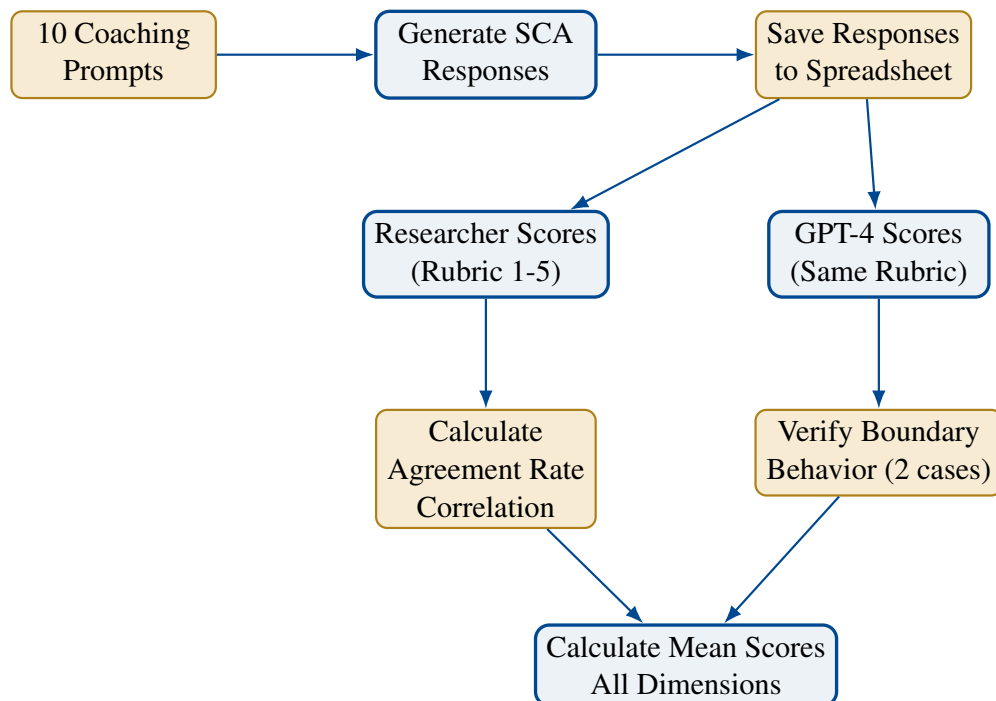 10 Coaching
Prompts
Generate SCA
Responses
Save Responses
to Spreadsheet
Researcher Scores
(Rubric 1-5)
GPT-4 Scores
(Same Rubric)
Calculate
Agreement Rate
Correlation
Verify Boundary
Behavior (2 cases)
Calculate Mean Scores
All Dimensions